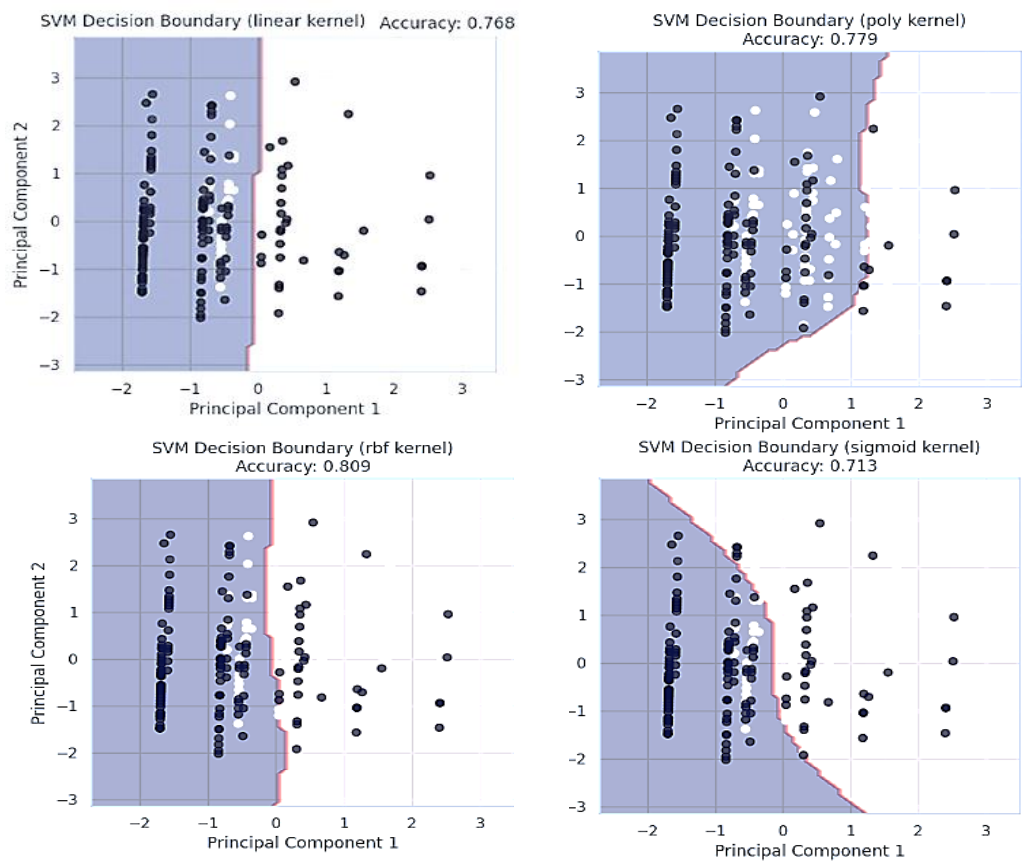 SVM Decision Boundary (linear kernel) Accuracy: 0.768
Principal Component 2
3
2
1
0
−1
−2
−3
−2 −1 0 1 2 3
Principal Component 1
SVM Decision Boundary (poly kernel)
Accuracy: 0.779
3
2
1
0
−1
−2
−3
−2 −1 0 1 2 3
Principal Component 1
SVM Decision Boundary (rbf kernel)
Accuracy: 0.809
Principal Component 2
3
2
1
0
−1
−2
−3
−2 −1 0 1 2 3
Principal Component 1
SVM Decision Boundary (sigmoid kernel)
Accuracy: 0.713
3
2
1
0
−1
-2
-3
−2 −1 0 1 2 3
Principal Component 1